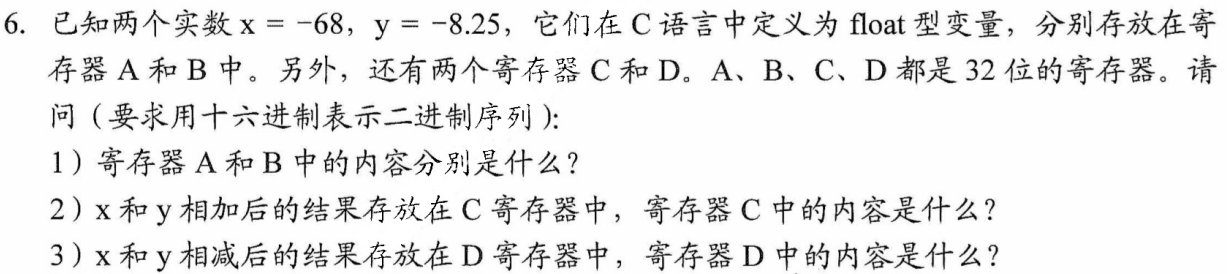 6. 已知两个实数 x = −68，y = −8.25，它们在 C 语言中定义为 float 型变量，分别存放在寄
存器 A 和 B 中。另外，还有两个寄存器 C 和 D。A、B、C、D 都是 32 位的寄存器。请
问（要求用十六进制表示二进制序列）：
1）寄存器 A 和 B 中的内容分别是什么？
2）x 和 y 相加后的结果存放在 C 寄存器中，寄存器 C 中的内容是什么？
3）x 和 y 相减后的结果存放在 D 寄存器中，寄存器 D 中的内容是什么？